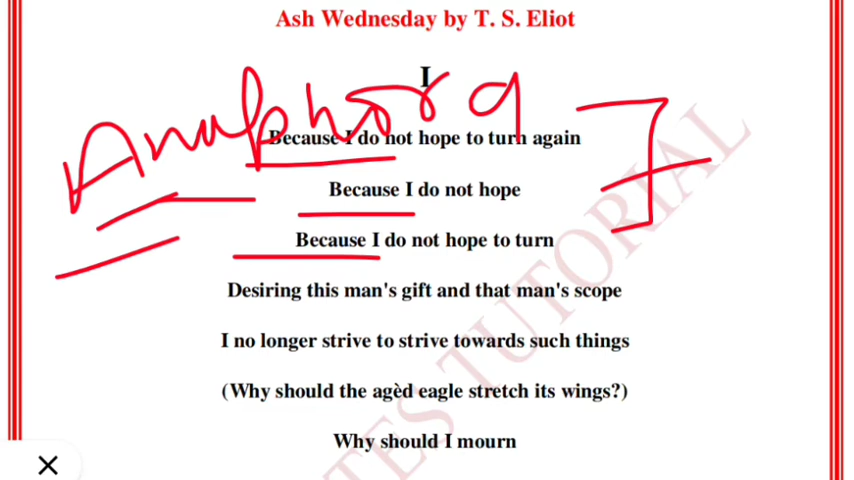 Ash Wednesday by T. S. Eliot
I
Anaphora
Because I do not hope to turn again
Because I do not hope
Because I do not hope to turn
Desiring this man's gift and that man's scope
I no longer strive to strive towards such things
(Why should the agèd eagle stretch its wings?)
Why should I mourn
TES TUTORIAL